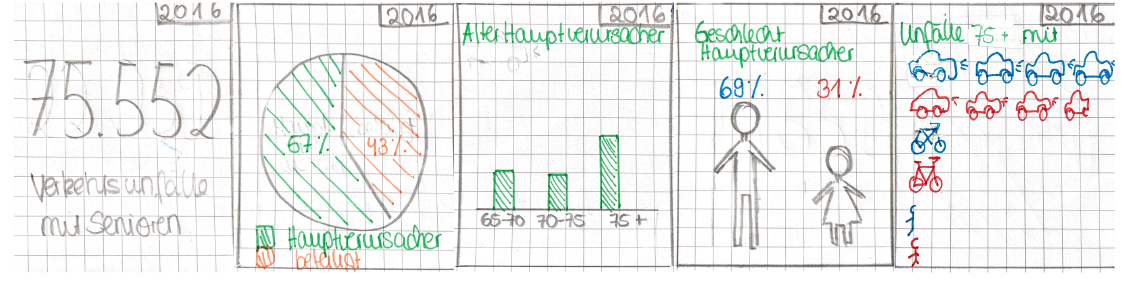 2016
75.552
Verkehrsunfälle
mit Senioren
2016
57%
43%
Hauptverursacher
beteiligt
2016
Alter Hauptverursacher
65-70 70-75 75+
2016
Geschlecht
Hauptverursacher
69% 31%
2016
Unfälle 75+ mit